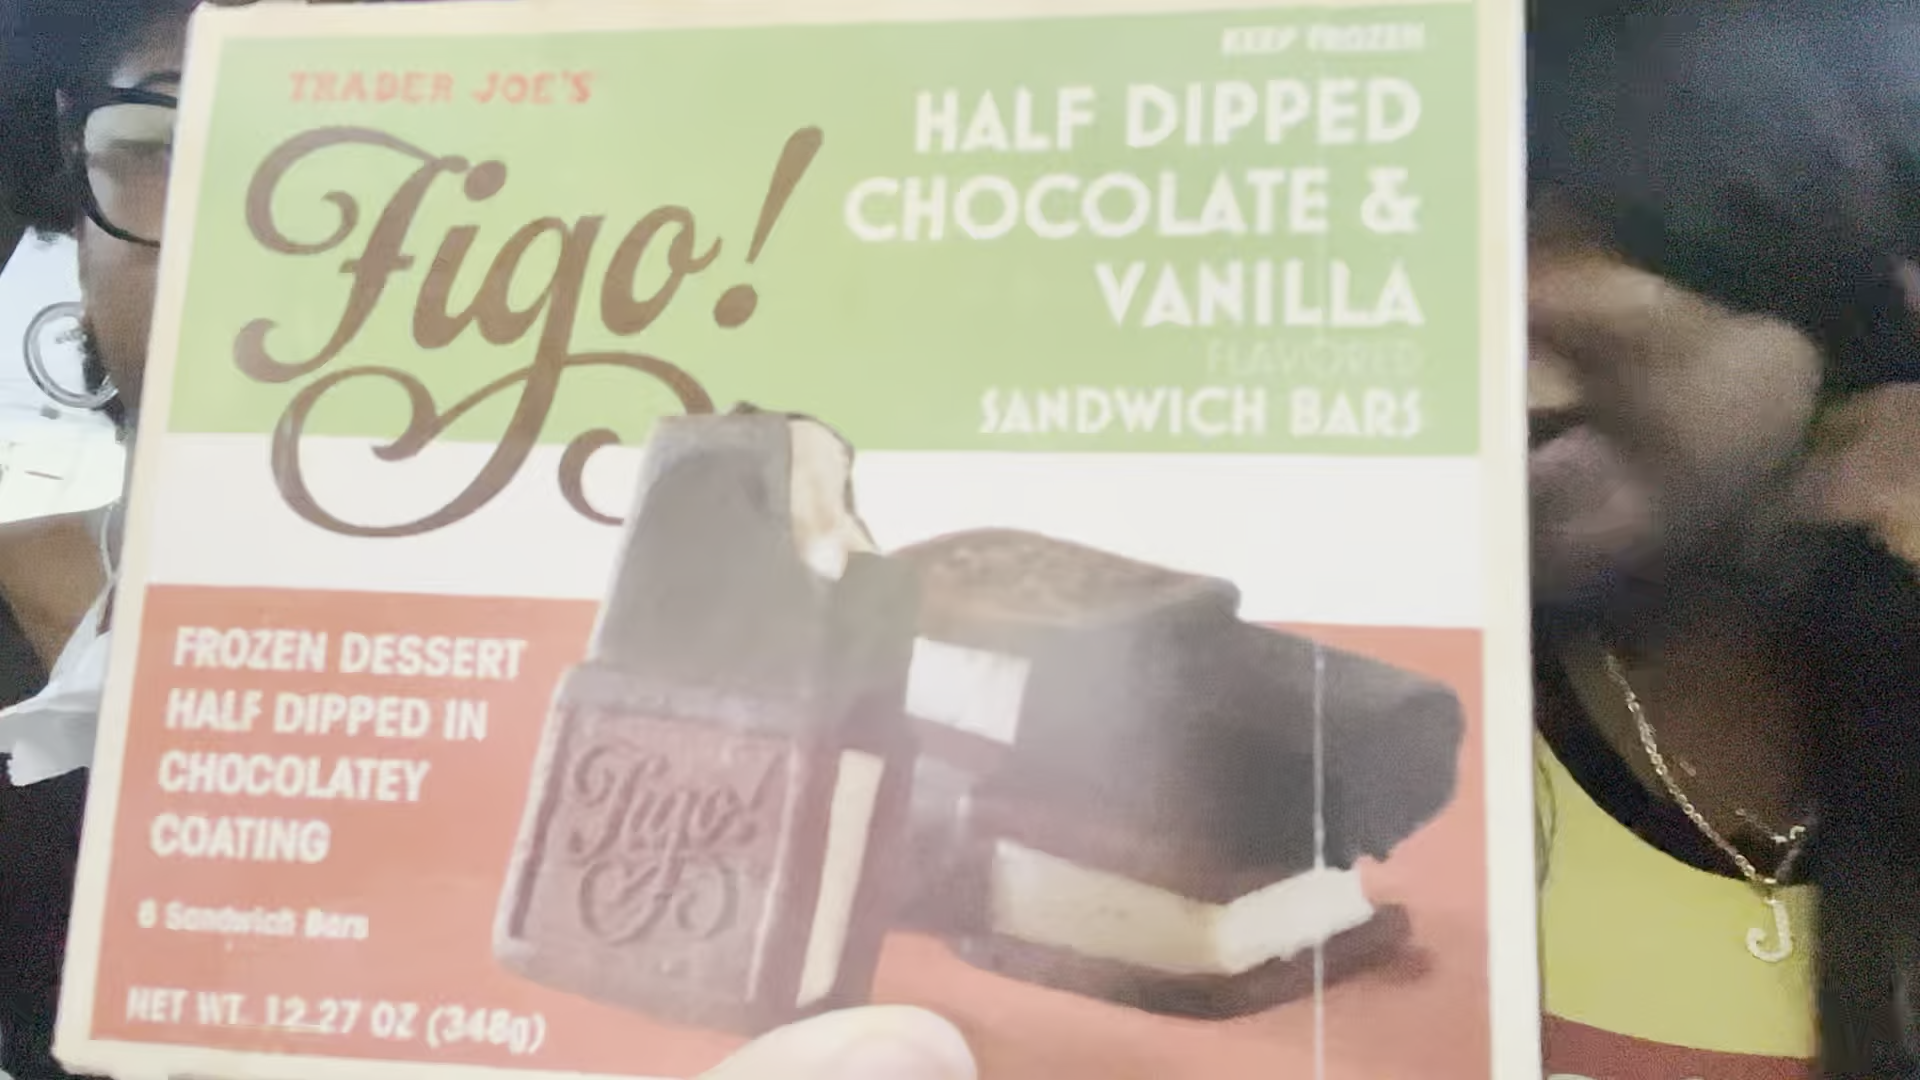 KEEP FROZEN
TRADER JOE'S
Figo!
HALF DIPPED
CHOCOLATE &
VANILLA
FLAVORED
SANDWICH BARS
FROZEN DESSERT
HALF DIPPED IN
CHOCOLATEY
COATING
6 Sandwich Bars
NET WT. 12.27 OZ (348g)
Figo!
J